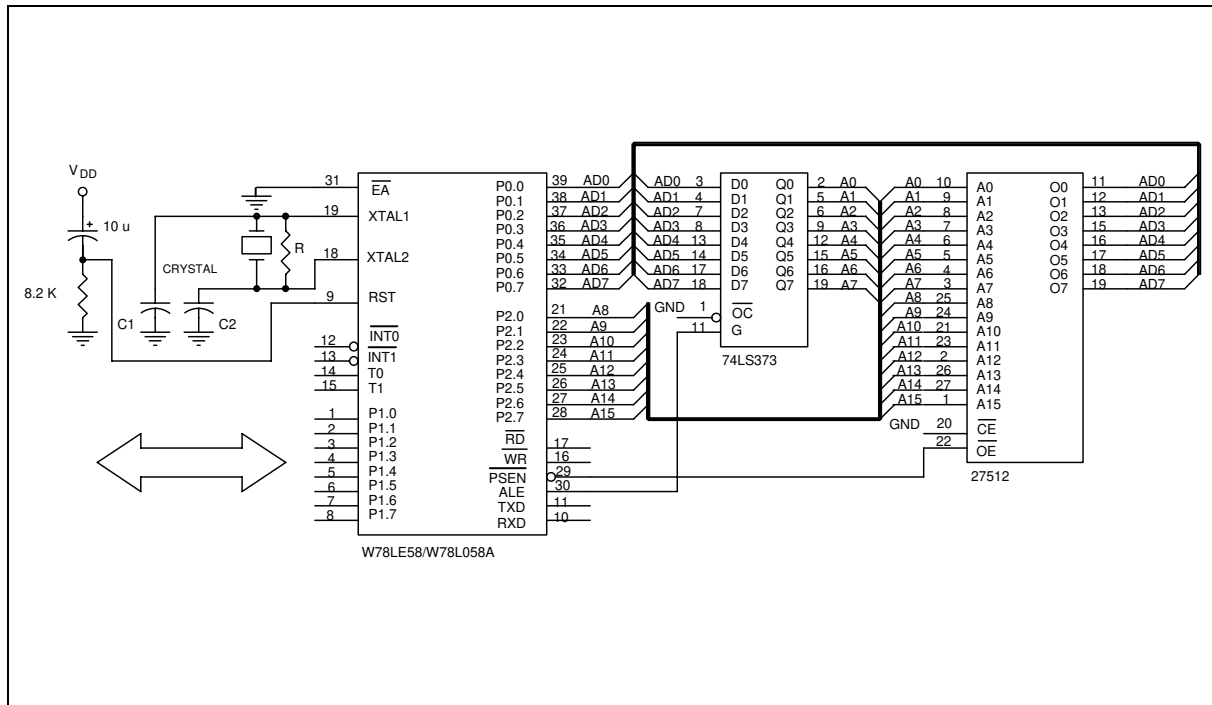 VDD
10 u
8.2 K
CRYSTAL
C1
C2
R
31 EA
19 XTAL1
18 XTAL2
9 RST
12 INT0
13 INT1
14 T0
15 T1
1 P1.0
2 P1.1
3 P1.2
4 P1.3
5 P1.4
6 P1.5
7 P1.6
8 P1.7
P0.0 39 AD0
P0.1 38 AD1
P0.2 37 AD2
P0.3 36 AD3
P0.4 35 AD4
P0.5 34 AD5
P0.6 33 AD6
P0.7 32 AD7
P2.0 21 A8
P2.1 22 A9
P2.2 23 A10
P2.3 24 A11
P2.4 25 A12
P2.5 26 A13
P2.6 27 A14
P2.7 28 A15
RD 17
WR 16
PSEN 29
ALE 30
TXD 11
RXD 10
W78LE58/W78L058A
AD0 3 D0 Q0 2 A0
AD1 4 D1 Q1 5 A1
AD2 7 D2 Q2 6 A2
AD3 8 D3 Q3 9 A3
AD4 13 D4 Q4 12 A4
AD5 14 D5 Q5 15 A5
AD6 17 D6 Q6 16 A6
AD7 18 D7 Q7 19 A7
GND 1 OC
11 G
74LS373
A0 10 A0 O0 11 AD0
A1 9 A1 O1 12 AD1
A2 8 A2 O2 13 AD2
A3 7 A3 O3 15 AD3
A4 6 A4 O4 16 AD4
A5 5 A5 O5 17 AD5
A6 4 A6 O6 18 AD6
A7 3 A7 O7 19 AD7
A8 25 A8
A9 24 A9
A10 21 A10
A11 23 A11
A12 2 A12
A13 26 A13
A14 27 A14
A15 1 A15
GND 20 CE
22 OE
27512